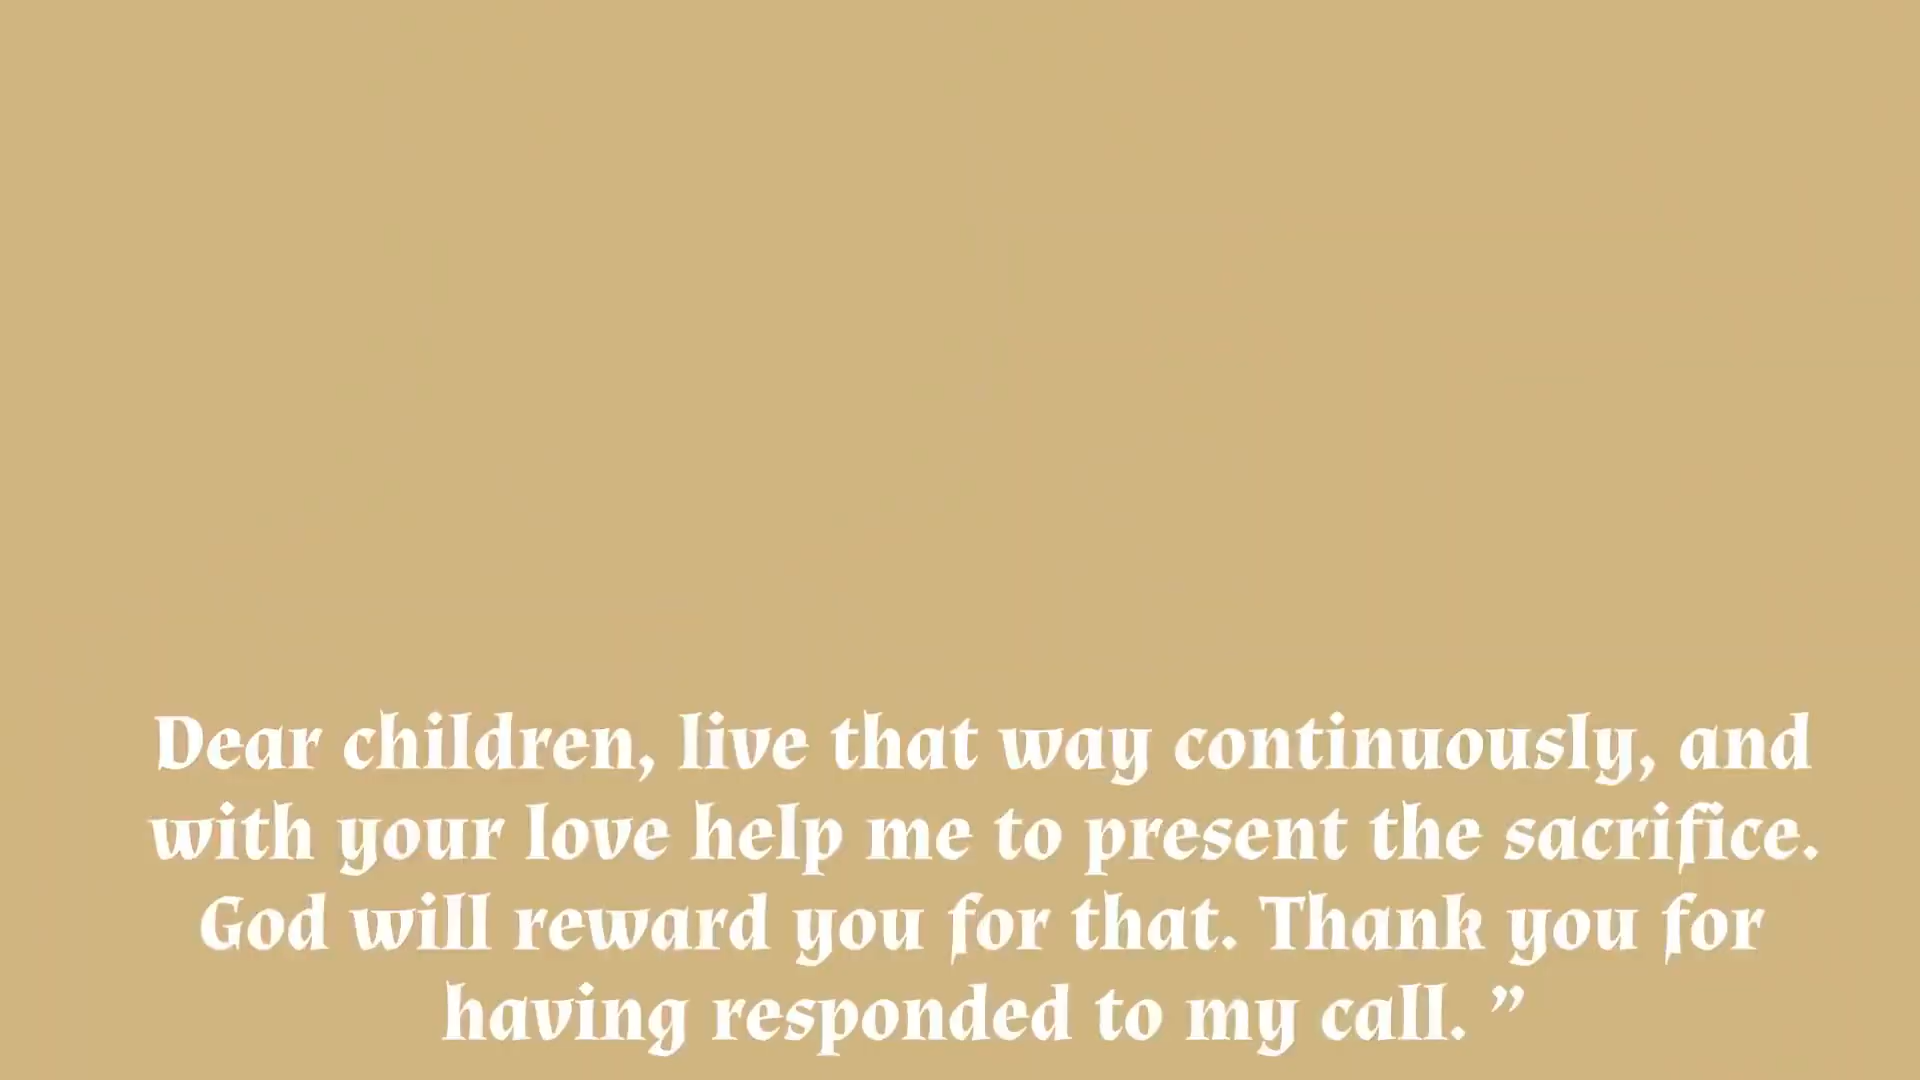 Dear children, live that way continuously, and
with your love help me to present the sacrifice.
God will reward you for that. Thank you for
having responded to my call. ”